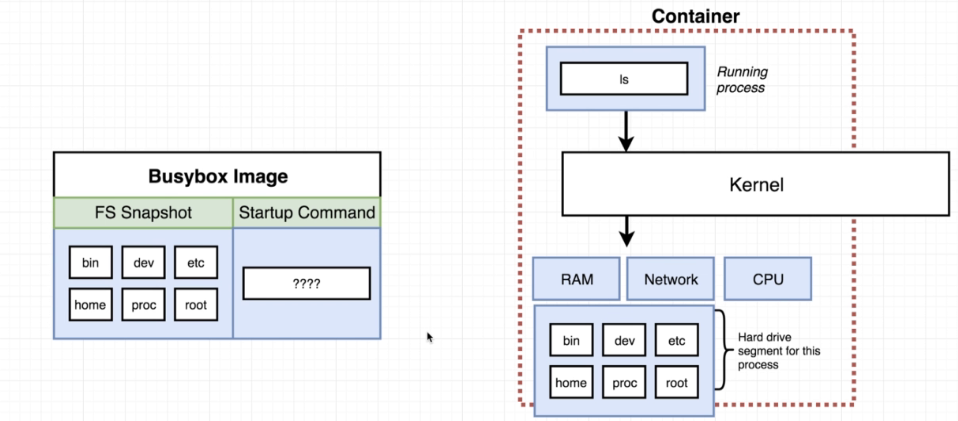 Busybox Image
FS Snapshot
Startup Command
bin
dev
etc
home
proc
root
????
Container
ls
Running
process
Kernel
RAM
Network
CPU
bin
dev
etc
home
proc
root
Hard drive
segment for this
process